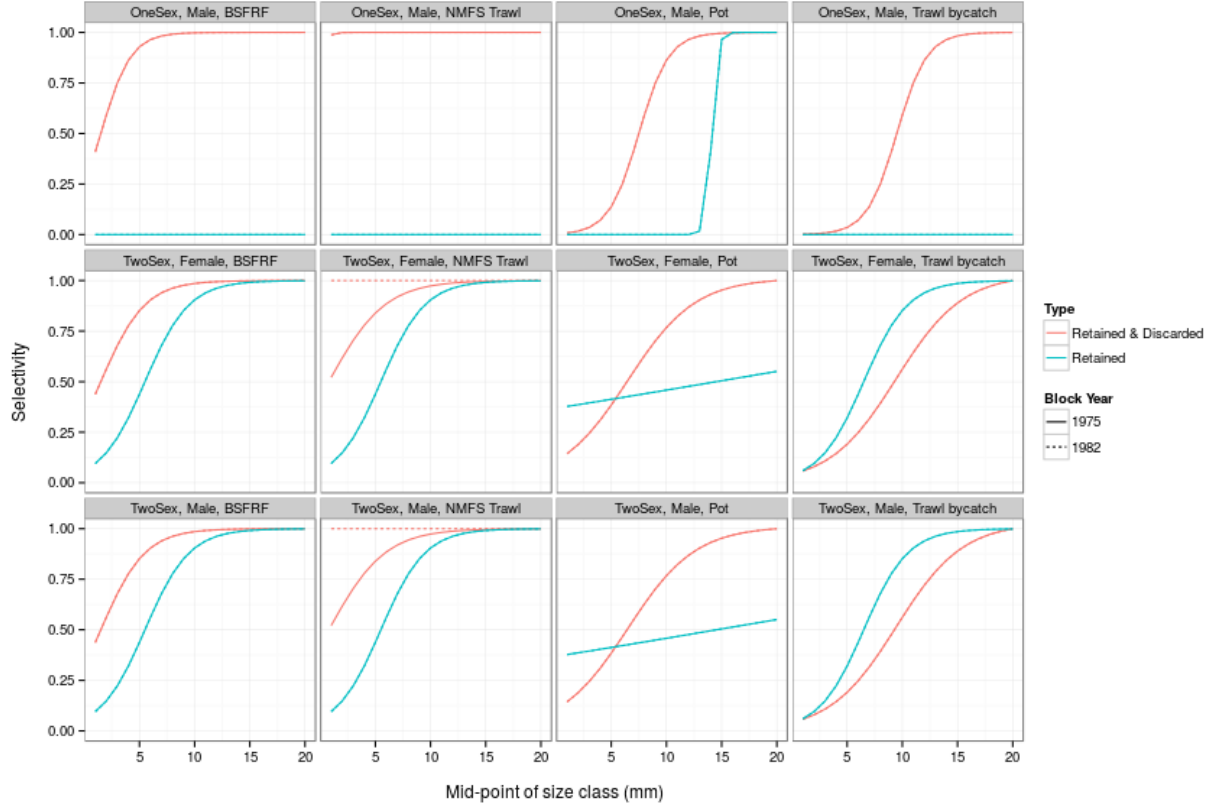 OneSex, Male, BSFRF
OneSex, Male, NMFS Trawl
OneSex, Male, Pot
OneSex, Male, Trawl bycatch
1.00
0.75
0.50
0.25
0.00
TwoSex, Female, BSFRF
TwoSex, Female, NMFS Trawl
TwoSex, Female, Pot
TwoSex, Female, Trawl bycatch
1.00
0.75
0.50
0.25
0.00
TwoSex, Male, BSFRF
TwoSex, Male, NMFS Trawl
TwoSex, Male, Pot
TwoSex, Male, Trawl bycatch
1.00
0.75
0.50
0.25
0.00
5 10 15 20
5 10 15 20
5 10 15 20
5 10 15 20
Selectivity
Mid-point of size class (mm)
Type
Retained & Discarded
Retained
Block Year
1975
1982